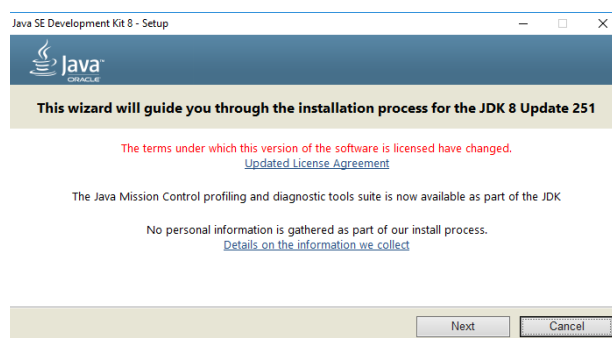 Java SE Development Kit 8 - Setup
Java™
ORACLE
This wizard will guide you through the installation process for the JDK 8 Update 251
The terms under which this version of the software is licensed have changed.
Updated License Agreement
The Java Mission Control profiling and diagnostic tools suite is now available as part of the JDK
No personal information is gathered as part of our install process.
Details on the information we collect
Next Cancel